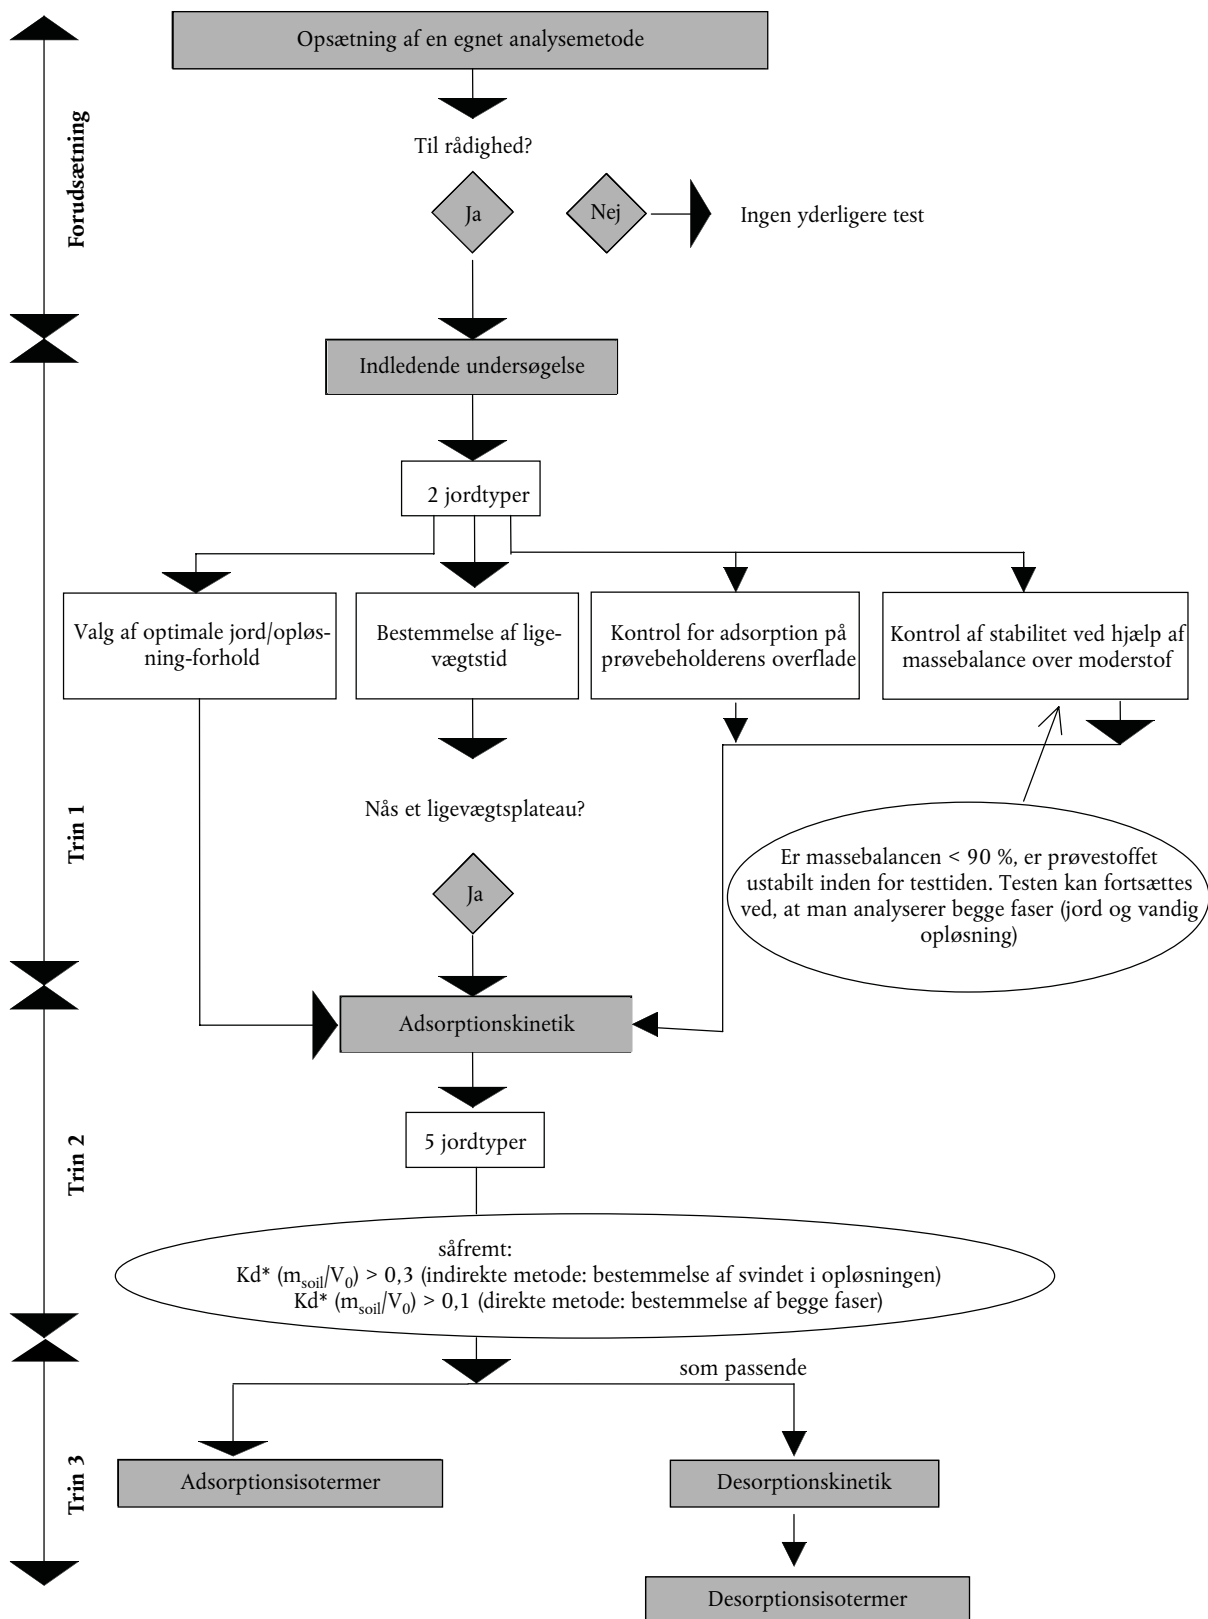 Opsætning af en egnet analysemetode
Forudsætning
Til rådighed?
Ja
Nej
Ingen yderligere test
Indledende undersøgelse
2 jordtyper
Valg af optimale jord/opløs-
ning-forhold
Bestemmelse af lige-
vægtstid
Kontrol for adsorption på
prøvebeholderens overflade
Kontrol af stabilitet ved hjælp af
massebalance over moderstof
Trin 1
Nås et ligevægtsplateau?
Ja
Er massebalancen < 90 %, er prøvestoffet
ustabilt inden for testtiden. Testen kan fortsættes
ved, at man analyserer begge faser (jord og vandig
opløsning)
Adsorptionskinetik
Trin 2
5 jordtyper
såfremt:
Kd* (m_soil/V_0) > 0,3 (indirekte metode: bestemmelse af svindet i opløsningen)
Kd* (m_soil/V_0) > 0,1 (direkte metode: bestemmelse af begge faser)
som passende
Trin 3
Adsorptionsisotermer
Desorptionskinetik
Desorptionsisotermer